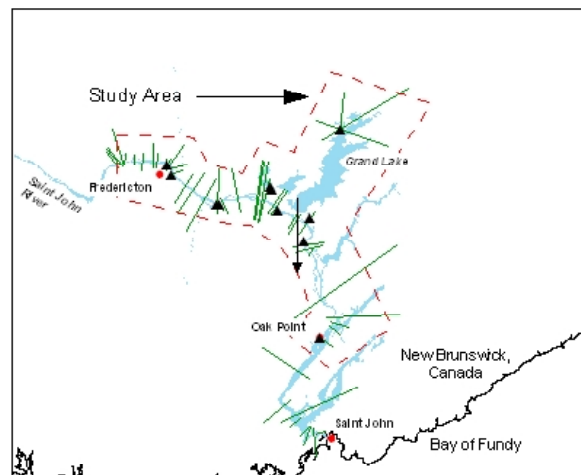 Study Area
Grand Lake
Fredericton
Saint John
River
Oak Point
New Brunswick,
Canada
Saint John
Bay of Fundy